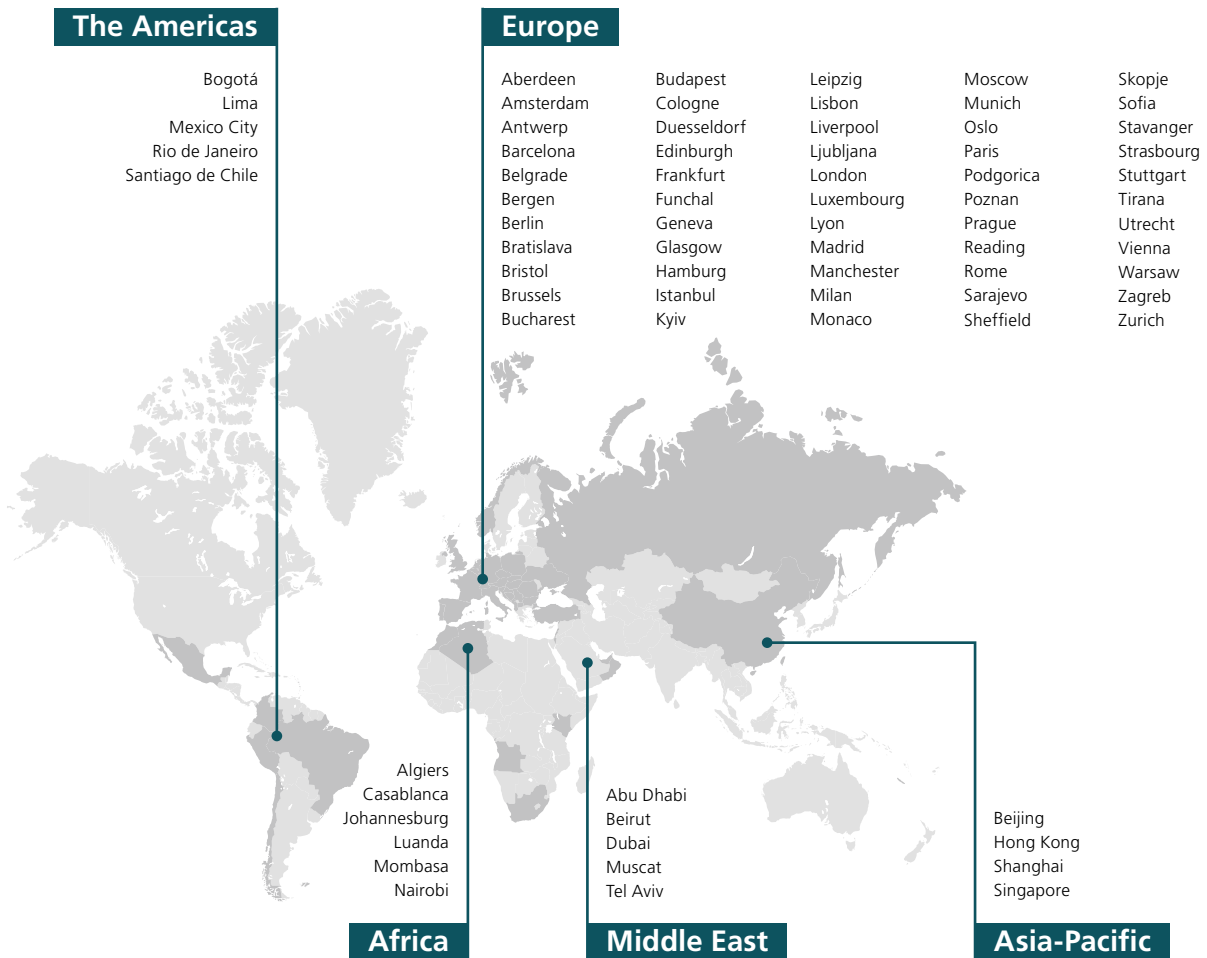 The Americas
Bogotá
Lima
Mexico City
Rio de Janeiro
Santiago de Chile
Europe
Aberdeen
Amsterdam
Antwerp
Barcelona
Belgrade
Bergen
Berlin
Bratislava
Bristol
Brussels
Bucharest
Budapest
Cologne
Duesseldorf
Edinburgh
Frankfurt
Funchal
Geneva
Glasgow
Hamburg
Istanbul
Kyiv
Leipzig
Lisbon
Liverpool
Ljubljana
London
Luxembourg
Lyon
Madrid
Manchester
Milan
Monaco
Moscow
Munich
Oslo
Paris
Podgorica
Poznan
Prague
Reading
Rome
Sarajevo
Sheffield
Skopje
Sofia
Stavanger
Strasbourg
Stuttgart
Tirana
Utrecht
Vienna
Warsaw
Zagreb
Zurich
Algiers
Casablanca
Johannesburg
Luanda
Mombasa
Nairobi
Africa
Abu Dhabi
Beirut
Dubai
Muscat
Tel Aviv
Middle East
Beijing
Hong Kong
Shanghai
Singapore
Asia-Pacific